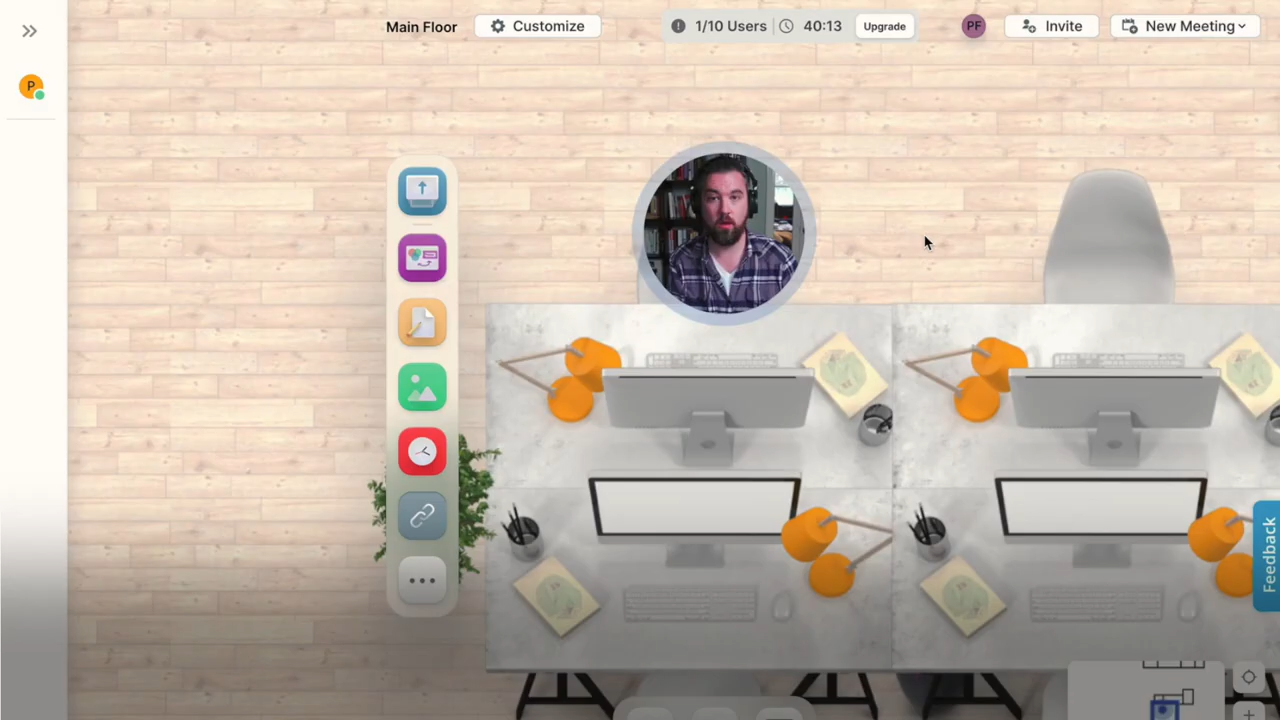 Main Floor
Customize
1/10 Users
40:13
Upgrade
PF
Invite
New Meeting
P
Feedback